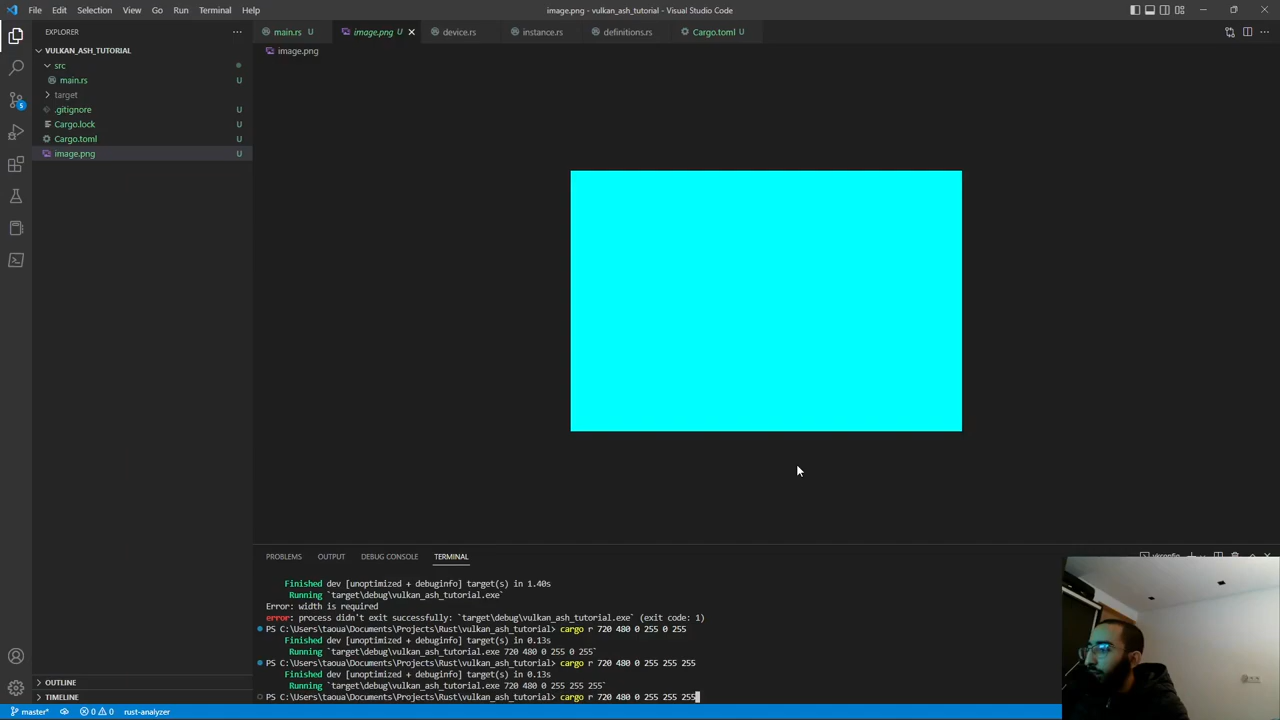 File Edit Selection View Go Run Terminal Help
image.png - vulkan_ash_tutorial - Visual Studio Code
EXPLORER
main.rs U
image.png U
device.rs
instance.rs
definitions.rs
Cargo.toml U
VULKAN_ASH_TUTORIAL
image.png
src
main.rs U
target
5
.gitignore U
Cargo.lock U
Cargo.toml U
image.png U
PROBLEMS OUTPUT DEBUG CONSOLE TERMINAL
vkconfig
Finished dev [unoptimized + debuginfo] target(s) in 1.40s
Running `target\debug\vulkan_ash_tutorial.exe`
Error: width is required
error: process didn't exit successfully: `target\debug\vulkan_ash_tutorial.exe` (exit code: 1)
PS C:\Users\taoua\Documents\Projects\Rust\vulkan_ash_tutorial> cargo r 720 480 0 255 0 255
Finished dev [unoptimized + debuginfo] target(s) in 0.13s
Running `target\debug\vulkan_ash_tutorial.exe 720 480 0 255 0 255`
PS C:\Users\taoua\Documents\Projects\Rust\vulkan_ash_tutorial> cargo r 720 480 0 255 255 255
Finished dev [unoptimized + debuginfo] target(s) in 0.13s
Running `target\debug\vulkan_ash_tutorial.exe 720 480 0 255 255 255`
PS C:\Users\taoua\Documents\Projects\Rust\vulkan_ash_tutorial> cargo r 720 480 0 255 255 255
OUTLINE
TIMELINE
master* 0 0 rust-analyzer